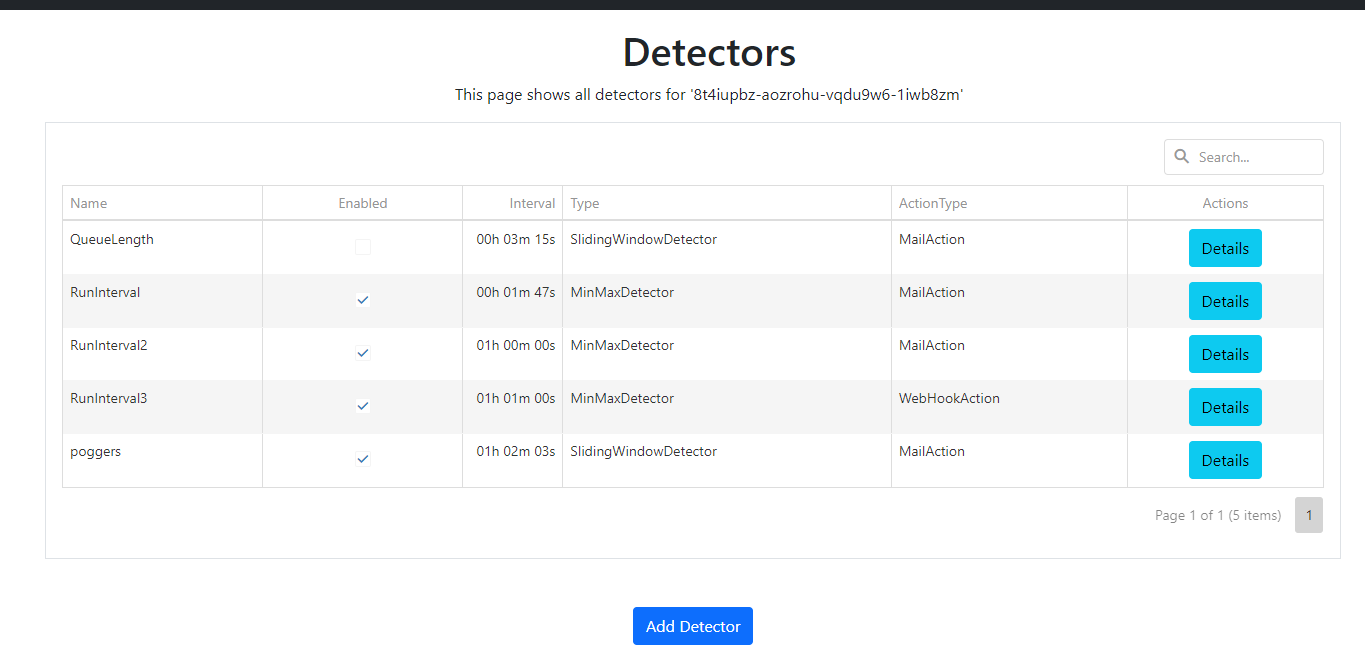 Detectors
This page shows all detectors for '8t4iupbz-aozrohu-vqdu9w6-1iwb8zm'
Search...
Name Enabled Interval Type ActionType Actions
QueueLength 00h 03m 15s SlidingWindowDetector MailAction Details
RunInterval 00h 01m 47s MinMaxDetector MailAction Details
RunInterval2 01h 00m 00s MinMaxDetector MailAction Details
RunInterval3 01h 01m 00s MinMaxDetector WebHookAction Details
poggers 01h 02m 03s SlidingWindowDetector MailAction Details
Page 1 of 1 (5 items) 1
Add Detector